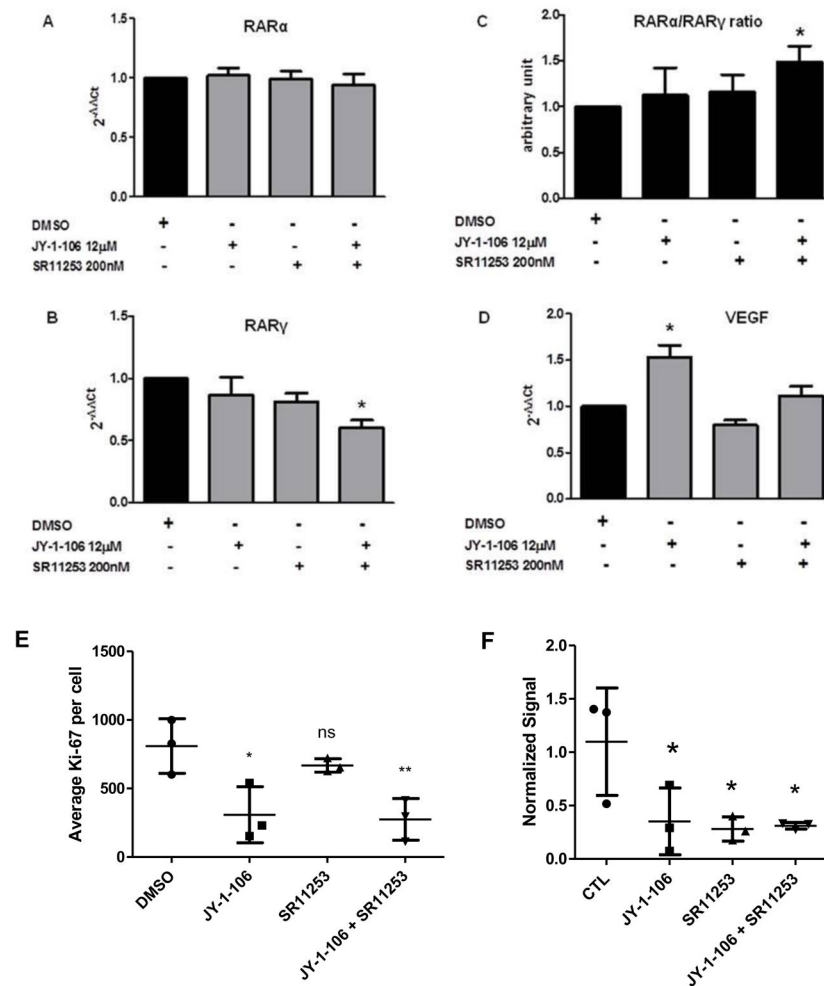 A
RARα
1.5
1.0
0.5
0.0
2-ΔΔCt
DMSO + - - -
JY-1-106 12μM - + - +
SR11253 200nM - - + +
C
RARα/RARγ ratio
2.0
1.5
1.0
0.5
0.0
arbitrary unit
*
DMSO + - - -
JY-1-106 12μM - + - +
SR11253 200nM - - + +
B
RARγ
1.5
1.0
0.5
0.0
2-ΔΔCt
*
DMSO + - - -
JY-1-106 12μM - + - +
SR11253 200nM - - + +
D
VEGF
2.0
1.5
1.0
0.5
0.0
2-ΔΔCt
*
DMSO + - - -
JY-1-106 12μM - + - +
SR11253 200nM - - + +
E
1500
1000
500
0
Average Ki-67 per cell
* ns **
DMSO
JY-1-106
SR11253
JY-1-106 + SR11253
F
2.0
1.5
1.0
0.5
0.0
Normalized Signal
* * *
CTL
JY-1-106
SR11253
JY-1-106 + SR11253